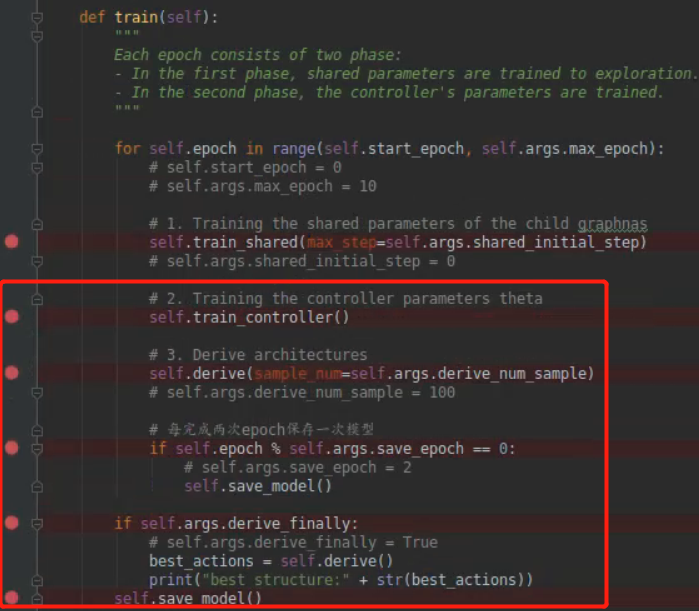 def train(self):
"""
Each epoch consists of two phase:
- In the first phase, shared parameters are trained to exploration.
- In the second phase, the controller's parameters are trained.
"""
for self.epoch in range(self.start_epoch, self.args.max_epoch):
# self.start_epoch = 0
# self.args.max_epoch = 10
# 1. Training the shared parameters of the child graphnas
self.train_shared(max_step=self.args.shared_initial_step)
# self.args.shared_initial_step = 0
# 2. Training the controller parameters theta
self.train_controller()
# 3. Derive architectures
self.derive(sample_num=self.args.derive_num_sample)
# self.args.derive_num_sample = 100
# 每完成两次epoch保存一次模型
if self.epoch % self.args.save_epoch == 0:
# self.args.save_epoch = 2
self.save_model()
if self.args.derive_finally:
# self.args.derive_finally = True
best_actions = self.derive()
print("best structure:" + str(best_actions))
self.save_model()